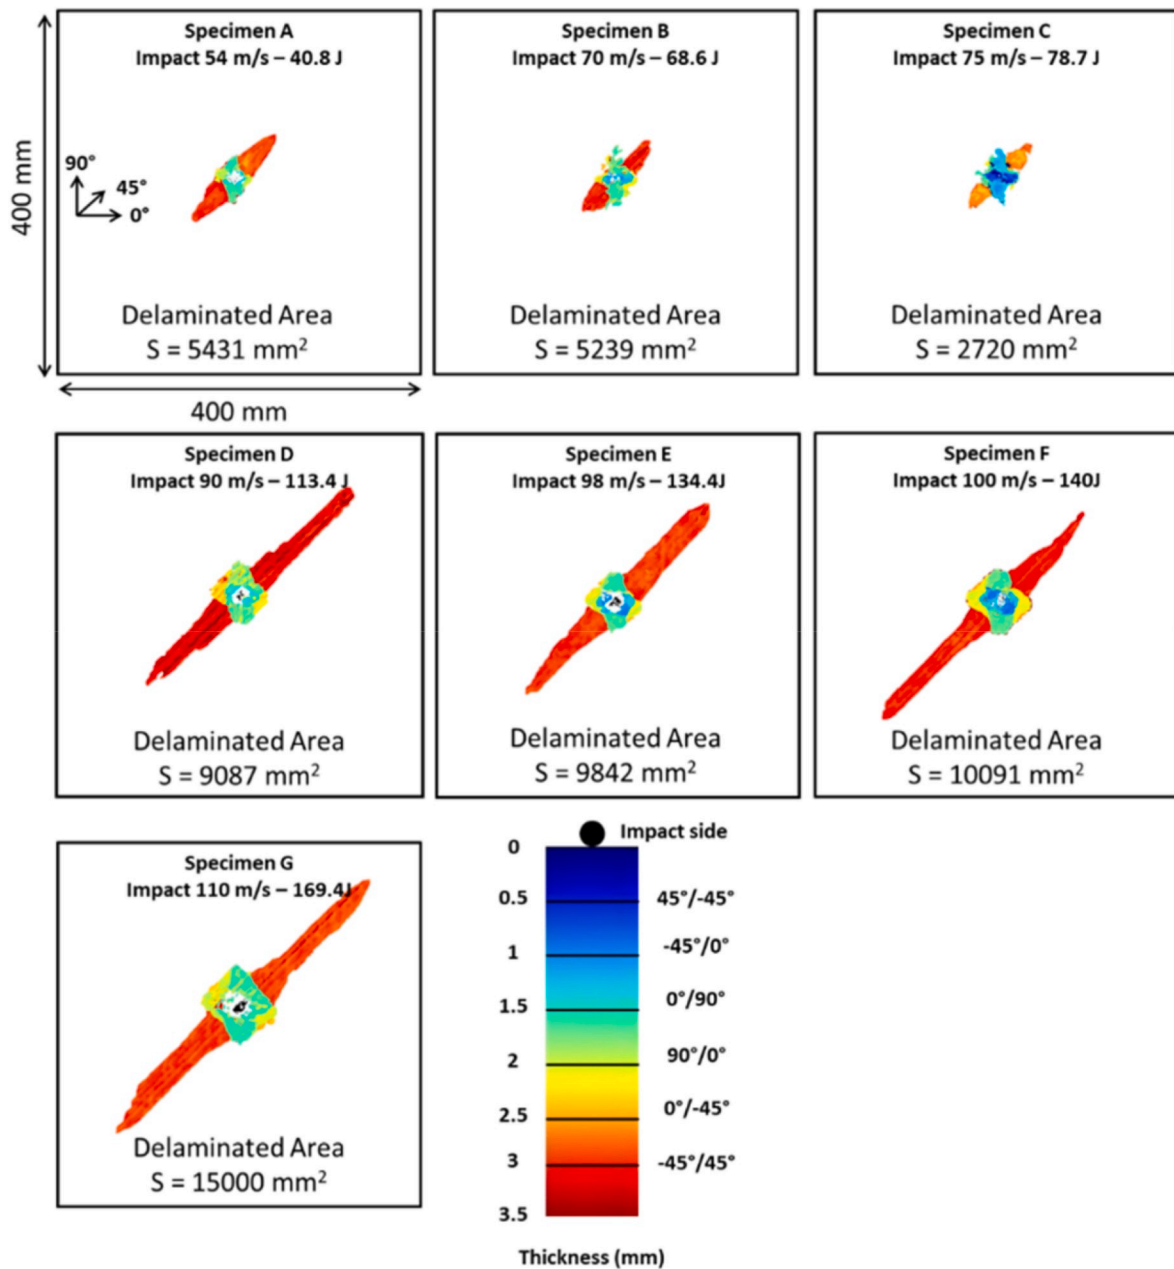 Specimen A
Impact 54 m/s – 40.8 J
90°
45°
0°
Delaminated Area
S = 5431 mm²
400 mm
400 mm
Specimen B
Impact 70 m/s – 68.6 J
Delaminated Area
S = 5239 mm²
Specimen C
Impact 75 m/s – 78.7 J
Delaminated Area
S = 2720 mm²
Specimen D
Impact 90 m/s – 113.4 J
Delaminated Area
S = 9087 mm²
Specimen E
Impact 98 m/s – 134.4J
Delaminated Area
S = 9842 mm²
Specimen F
Impact 100 m/s – 140J
Delaminated Area
S = 10091 mm²
Specimen G
Impact 110 m/s – 169.4J
Delaminated Area
S = 15000 mm²
Impact side
0
0.5 45°/-45°
1 -45°/0°
1.5 0°/90°
2 90°/0°
2.5 0°/-45°
3 -45°/45°
3.5
Thickness (mm)